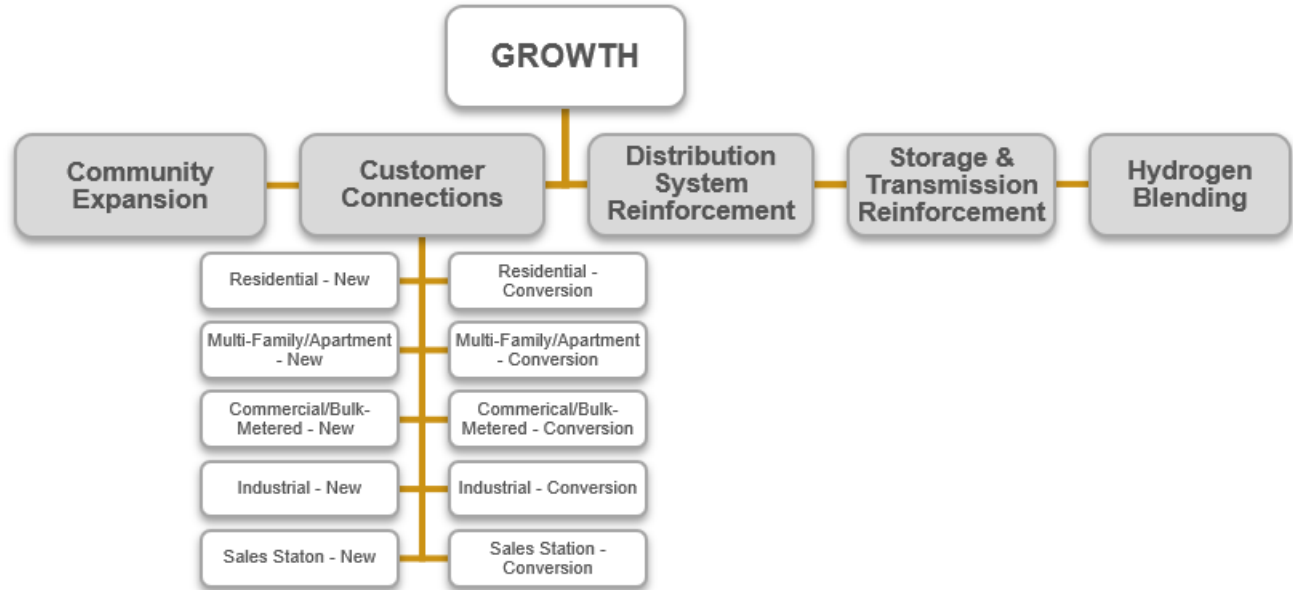 GROWTH
Community
Expansion
Customer
Connections
Distribution
System
Reinforcement
Storage &
Transmission
Reinforcement
Hydrogen
Blending
Residential - New
Residential -
Conversion
Multi-Family/Apartment
- New
Multi-Family/Apartment
- Conversion
Commercial/Bulk-
Metered - New
Commerical/Bulk-
Metered - Conversion
Industrial - New
Industrial - Conversion
Sales Staton - New
Sales Station -
Conversion